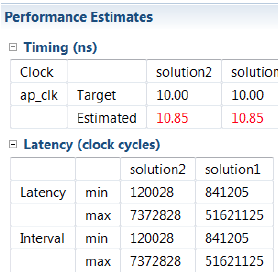 Performance Estimates
Timing (ns)
Clock solution2 solution
ap_clk Target 10.00 10.00
Estimated 10.85 10.85
Latency (clock cycles)
solution2 solution1
Latency min 120028 841205
max 7372828 51621125
Interval min 120028 841205
max 7372828 51621125